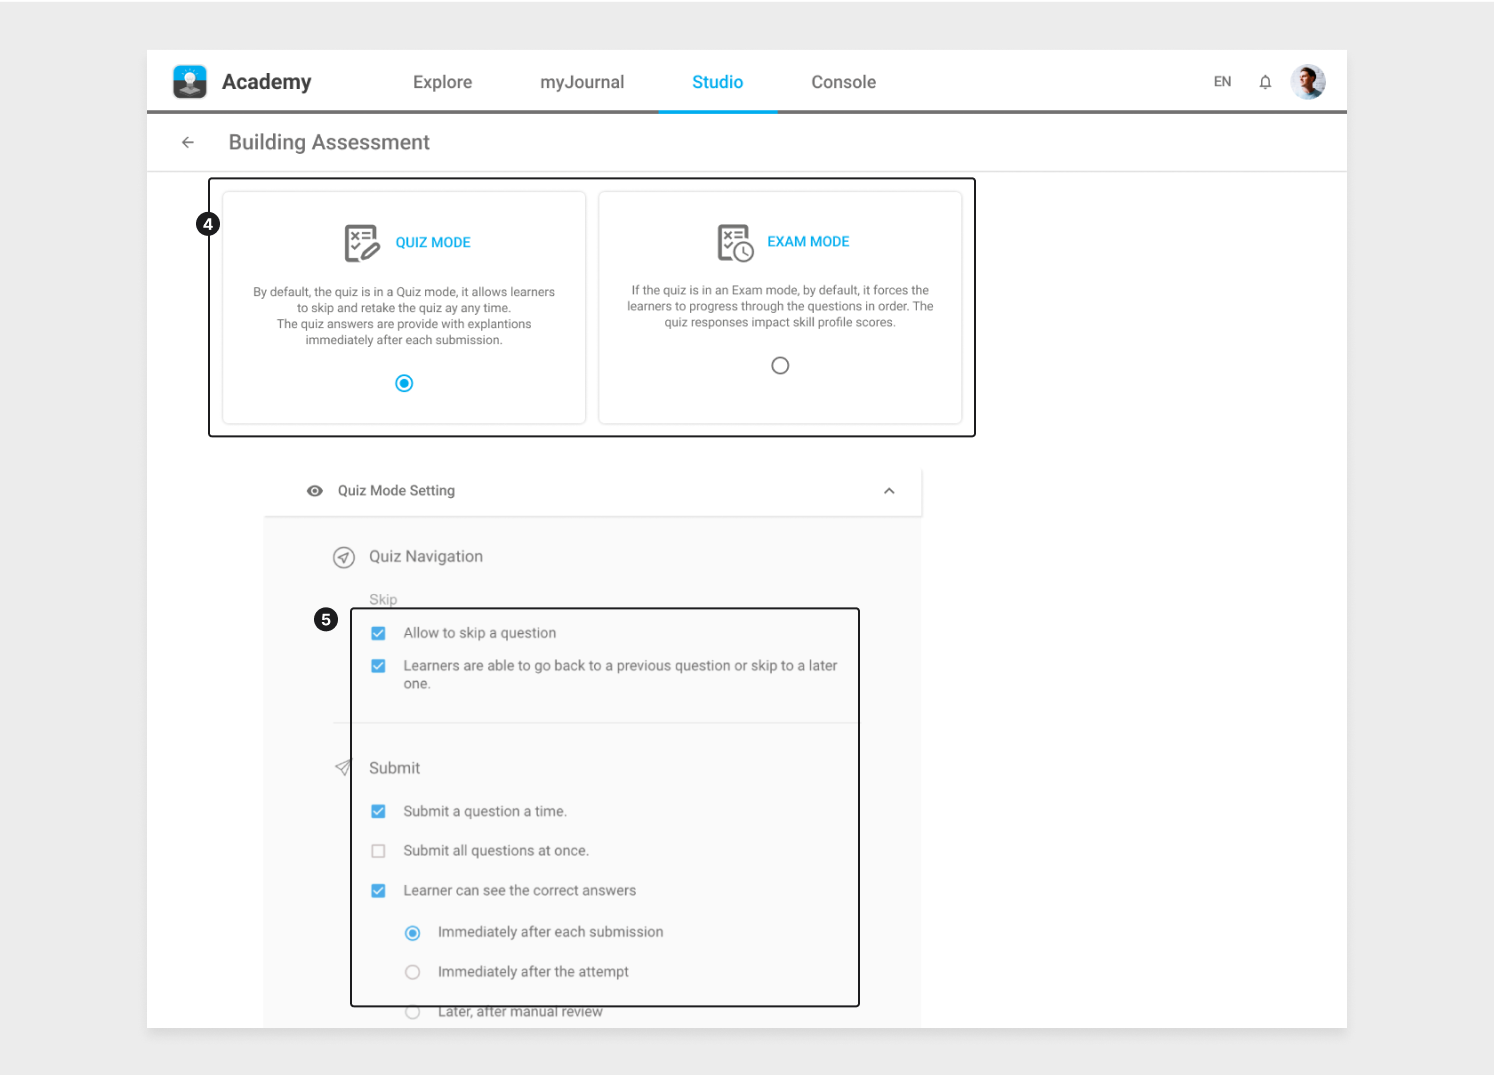 Academy
Explore
myJournal
Studio
Console
EN
Building Assessment
4
QUIZ MODE
By default, the quiz is in a Quiz mode, it allows learners
to skip and retake the quiz ay any time.
The quiz answers are provide with explantions
immediately after each submission.
EXAM MODE
If the quiz is in an Exam mode, by default, it forces the
learners to progress through the questions in order. The
quiz responses impact skill profile scores.
Quiz Mode Setting
Quiz Navigation
Skip
5
Allow to skip a question
Learners are able to go back to a previous question or skip to a later
one.
Submit
Submit a question a time.
Submit all questions at once.
Learner can see the correct answers
Immediately after each submission
Immediately after the attempt
Later, after manual review